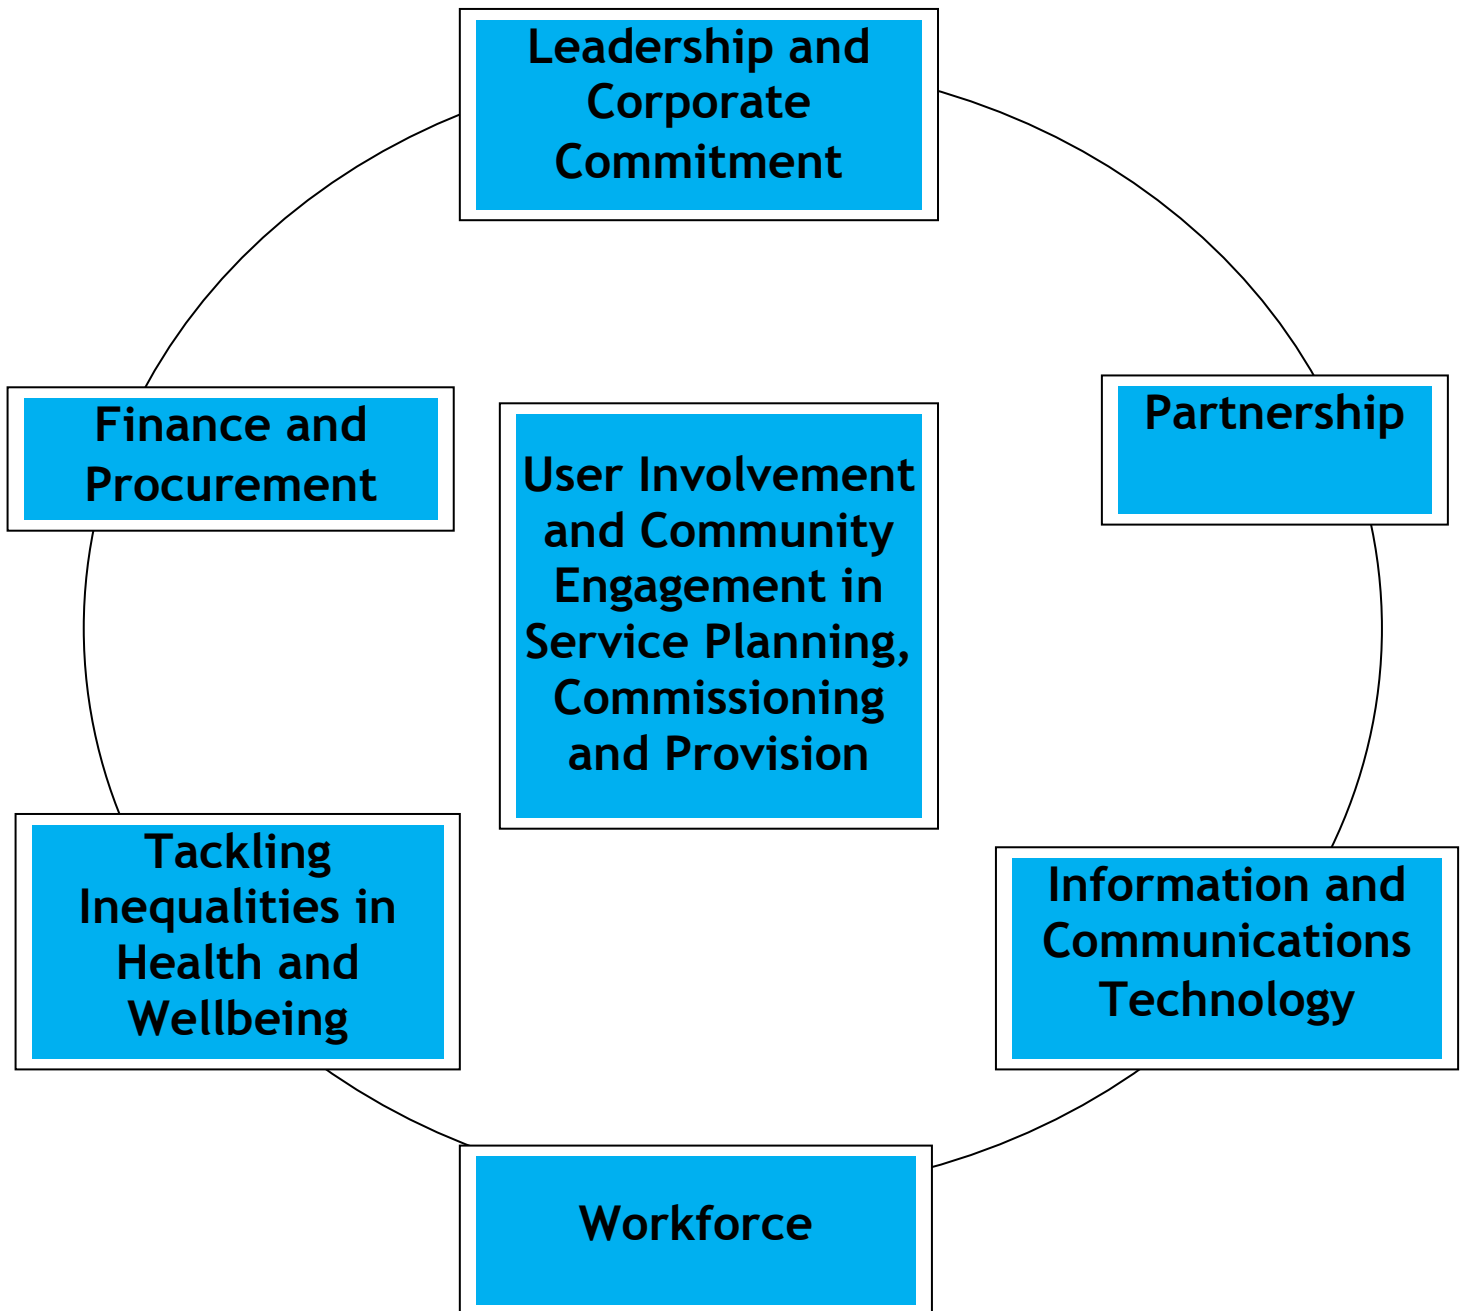 Leadership and
Corporate
Commitment
Finance and
Procurement
Partnership
User Involvement
and Community
Engagement in
Service Planning,
Commissioning
and Provision
Tackling
Inequalities in
Health and
Wellbeing
Information and
Communications
Technology
Workforce